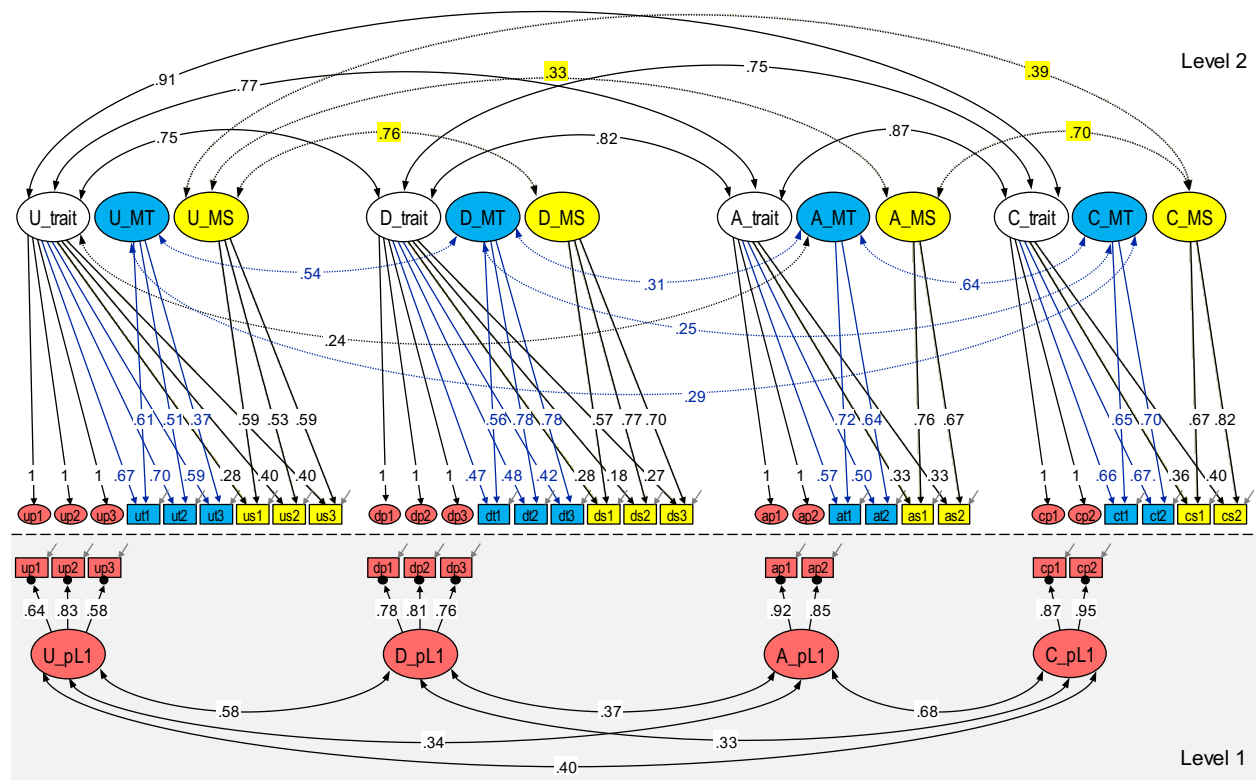 Level 2
.91
.77
.33
.75
.39
.75
.76
.82
.87
.70
U_trait U_MT U_MS D_trait D_MT D_MS A_trait A_MT A_MS C_trait C_MT C_MS
.54
.31
.64
.24
.25
.29
.61 .51 .37 .59 .53 .59 .56 .78 .78 .57 .77 .70 .72 .64 .76 .67 .65 .70 .67 .82
1 1 1 .67 .70 .59 .28 .40 .40 1 1 1 .47 .48 .42 .28 .18 .27 1 1 .57 .50 .33 .33 1 1 .66 .67 .36 .40
up1 up2 up3 ut1 ut2 ut3 us1 us2 us3 dp1 dp2 dp3 dt1 dt2 dt3 ds1 ds2 ds3 ap1 ap2 at1 at2 as1 as2 cp1 cp2 ct1 ct2 cs1 cs2
up1 up2 up3 dp1 dp2 dp3 ap1 ap2 cp1 cp2
.64 .83 .58 .78 .81 .76 .92 .85 .87 .95
U_pL1 D_pL1 A_pL1 C_pL1
.58 .37 .68
.34 .33
.40
Level 1